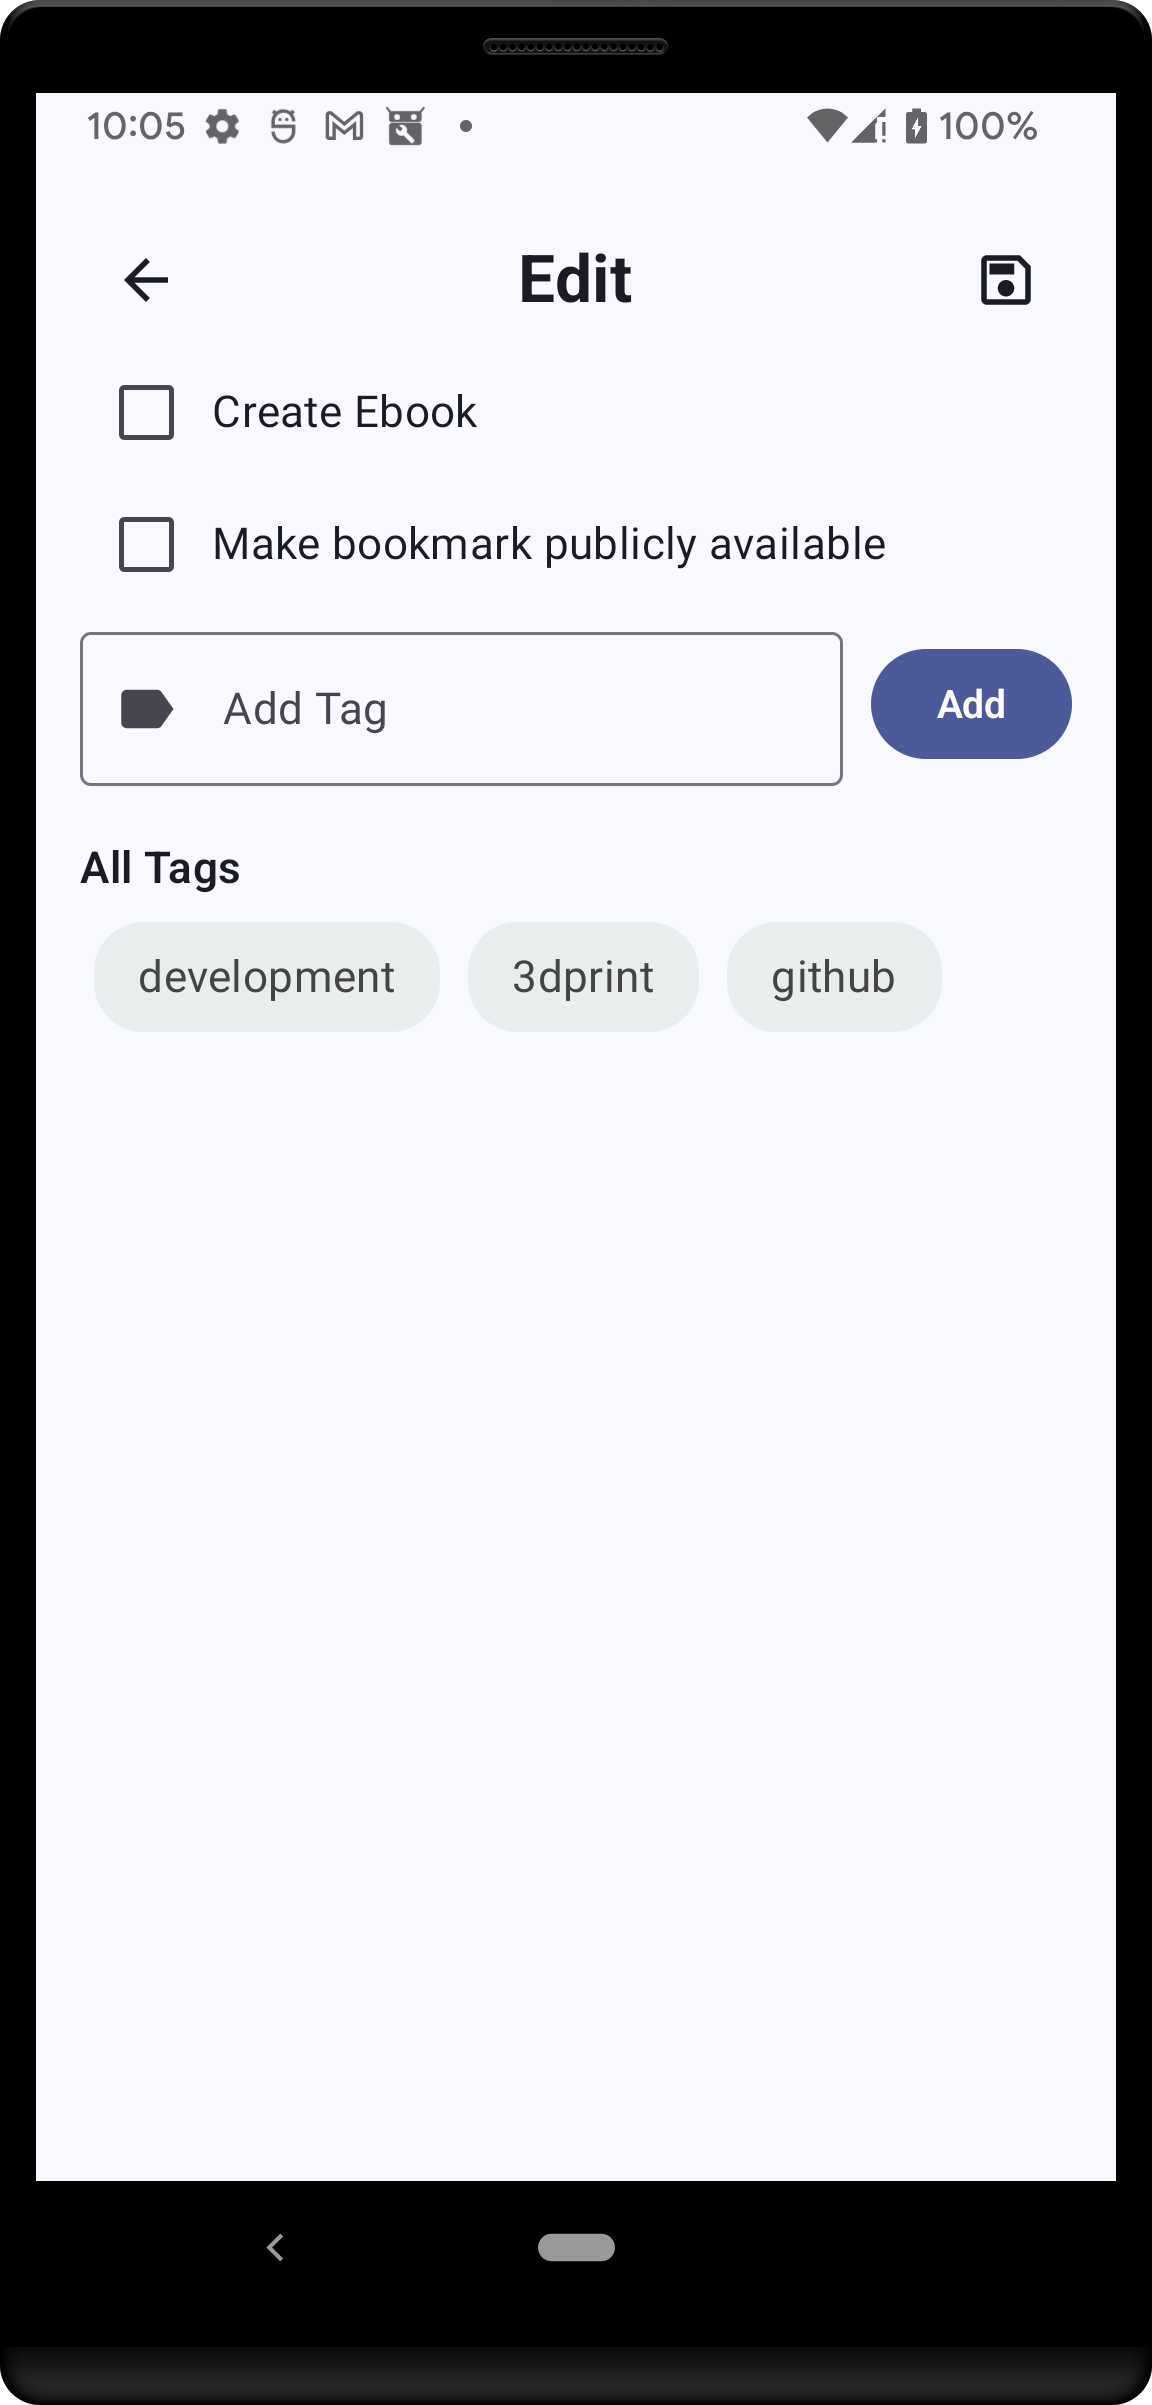 10:05 100%
Edit
Create Ebook
Make bookmark publicly available
Add Tag Add
All Tags
development 3dprint github